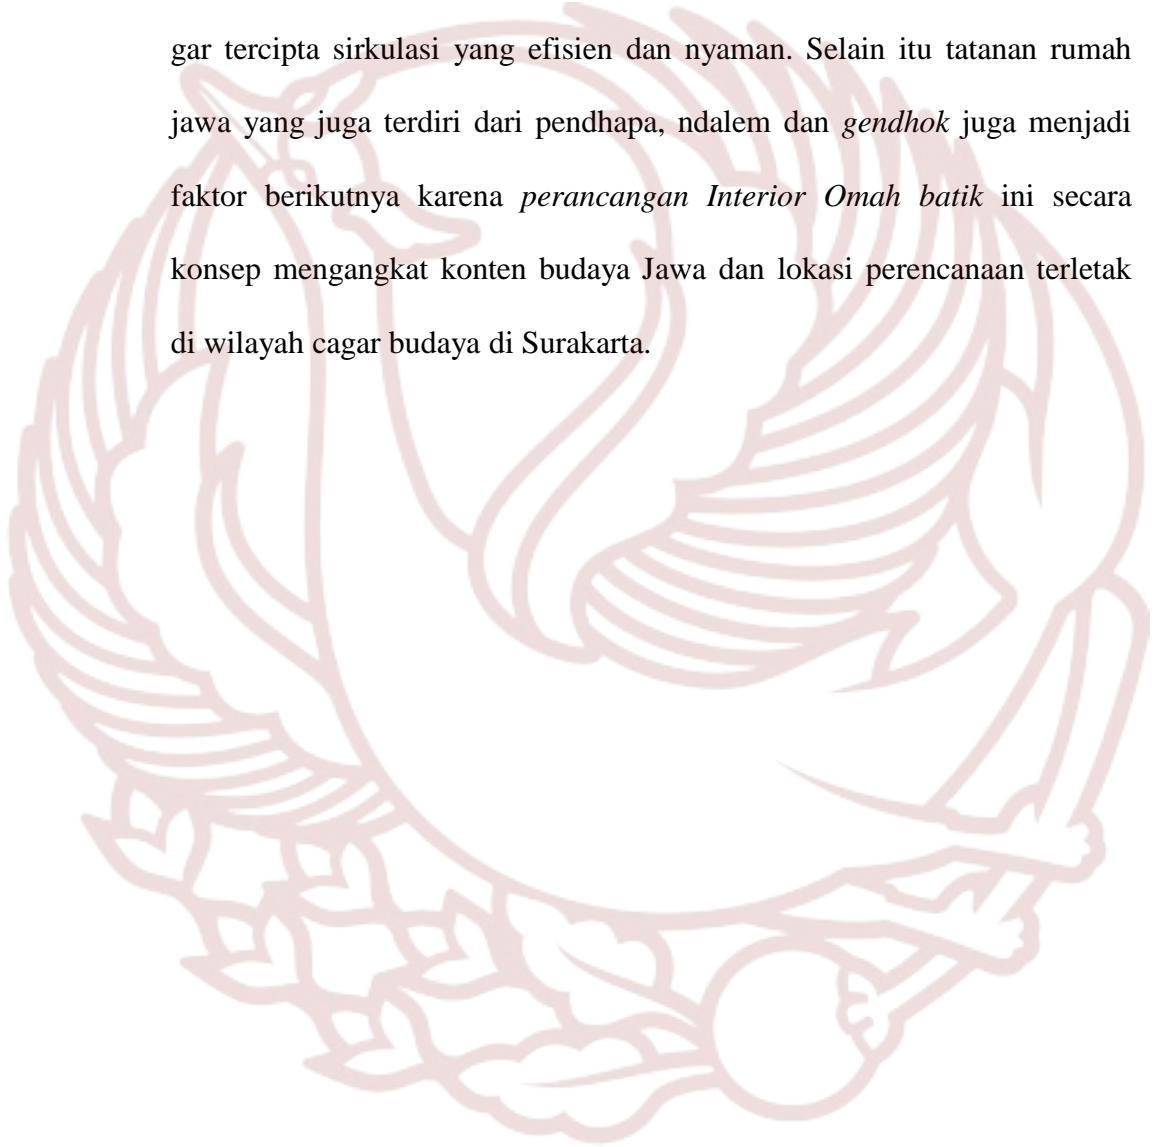 gar tercipta sirkulasi yang efisien dan nyaman. Selain itu tatanan rumah
jawa yang juga terdiri dari pendhapa, ndalem dan gendhok juga menjadi
faktor berikutnya karena perancangan Interior Omah batik ini secara
konsep mengangkat konten budaya Jawa dan lokasi perencanaan terletak
di wilayah cagar budaya di Surakarta.